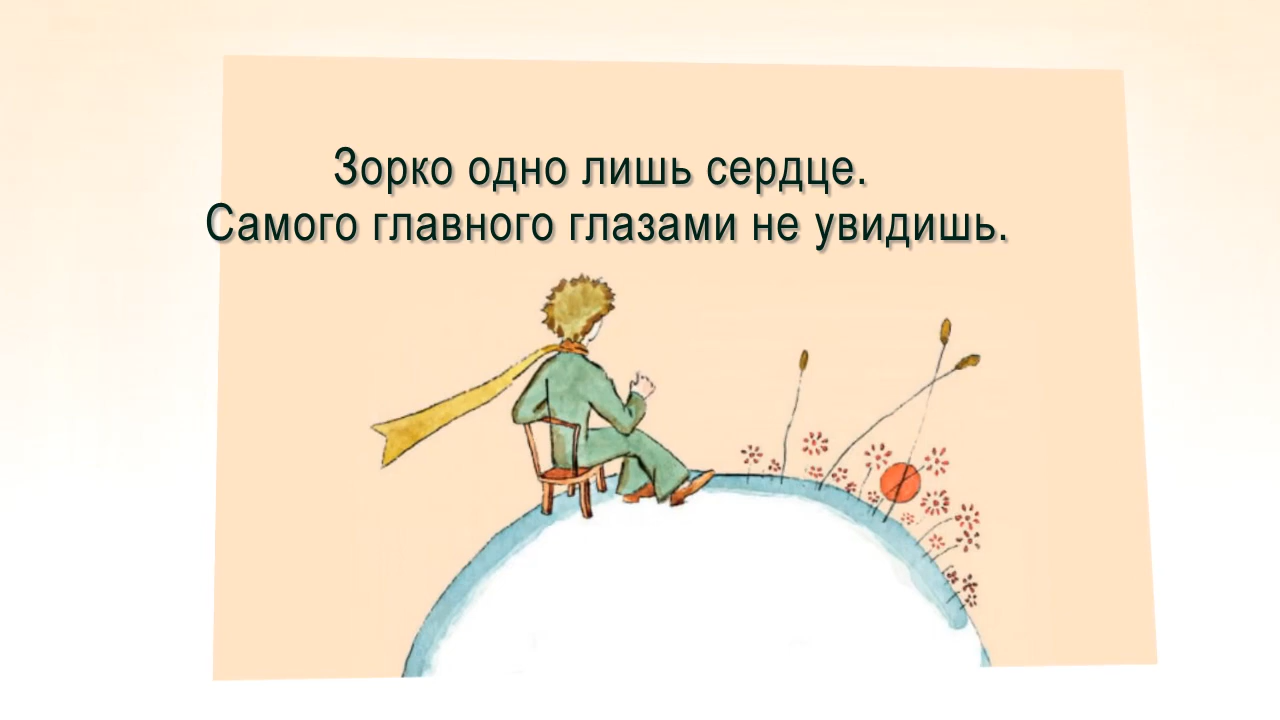 Зорко одно лишь сердце.
Самого главного глазами не увидишь.